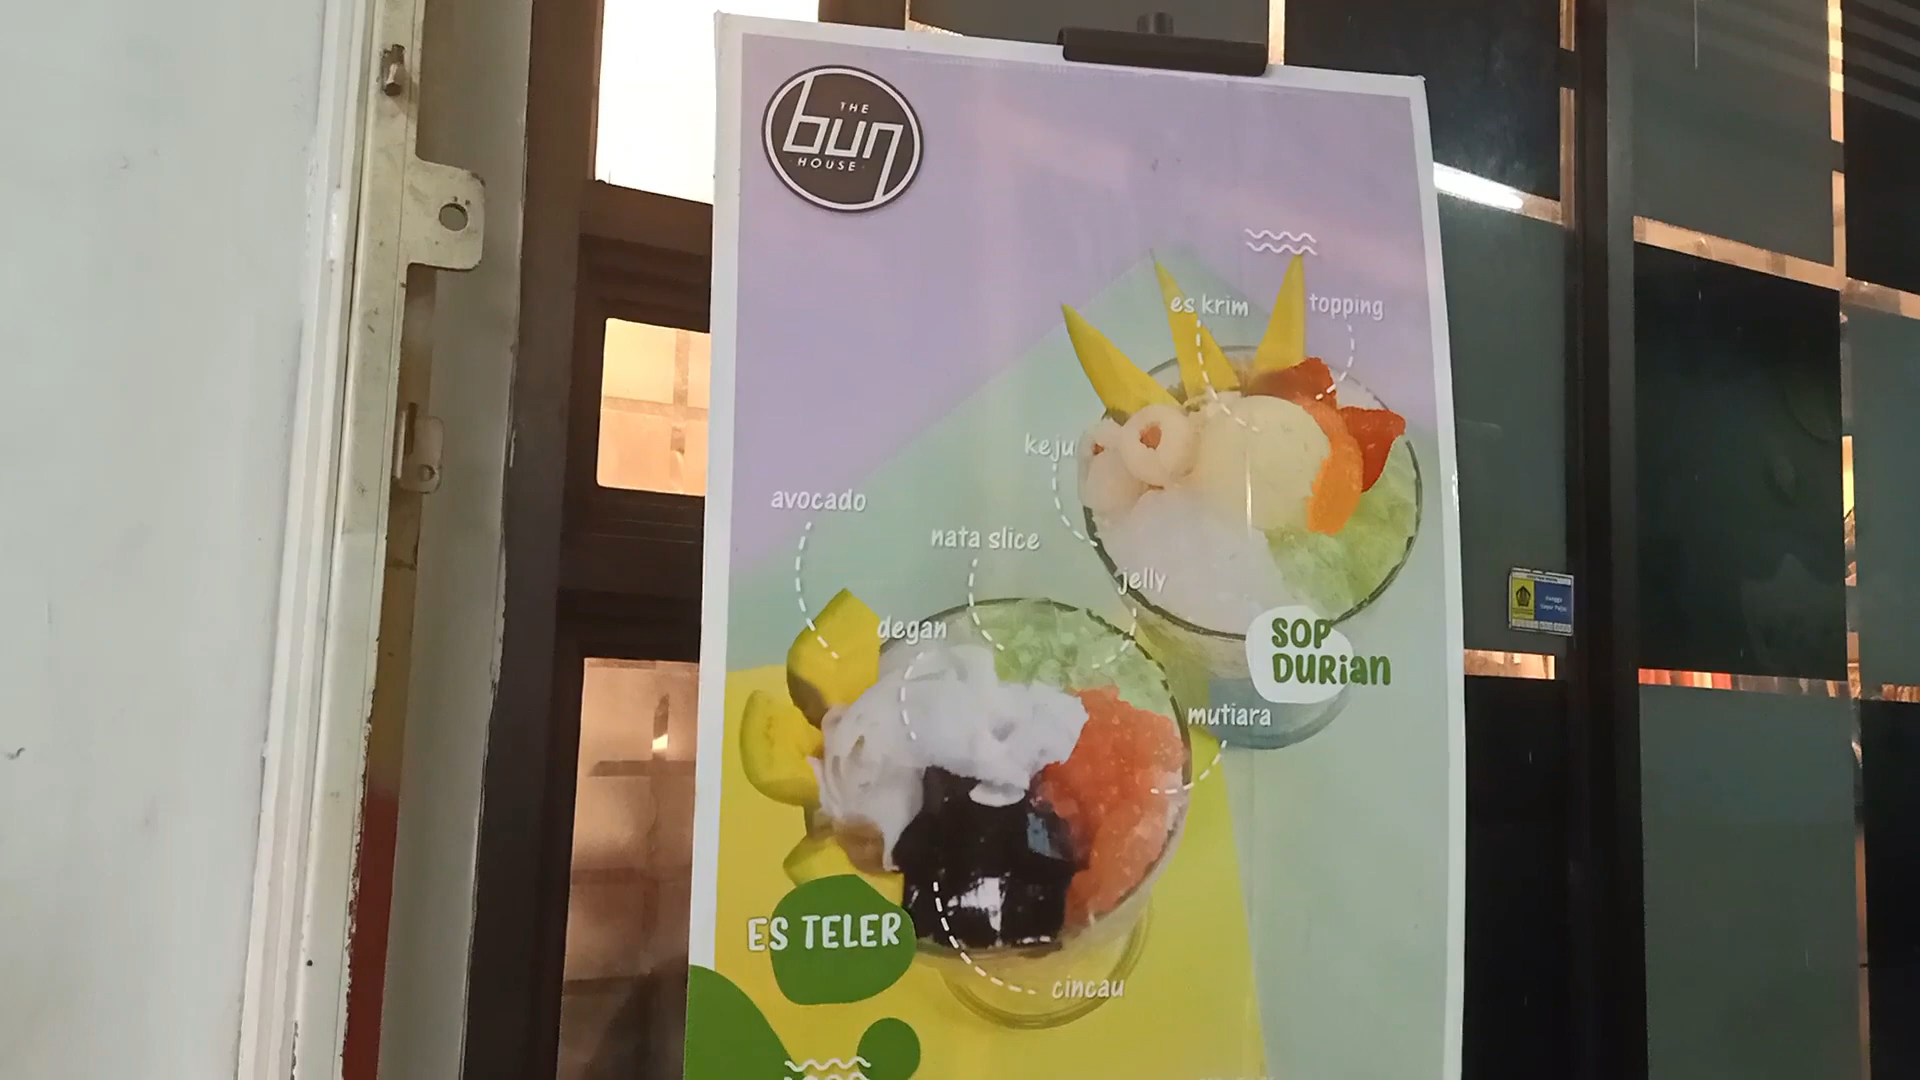 THE
bun
HOUSE
es krim
topping
keju
avocado
nata slice
jelly
degan
SOP
DURian
mutiara
ES TELER
cincau